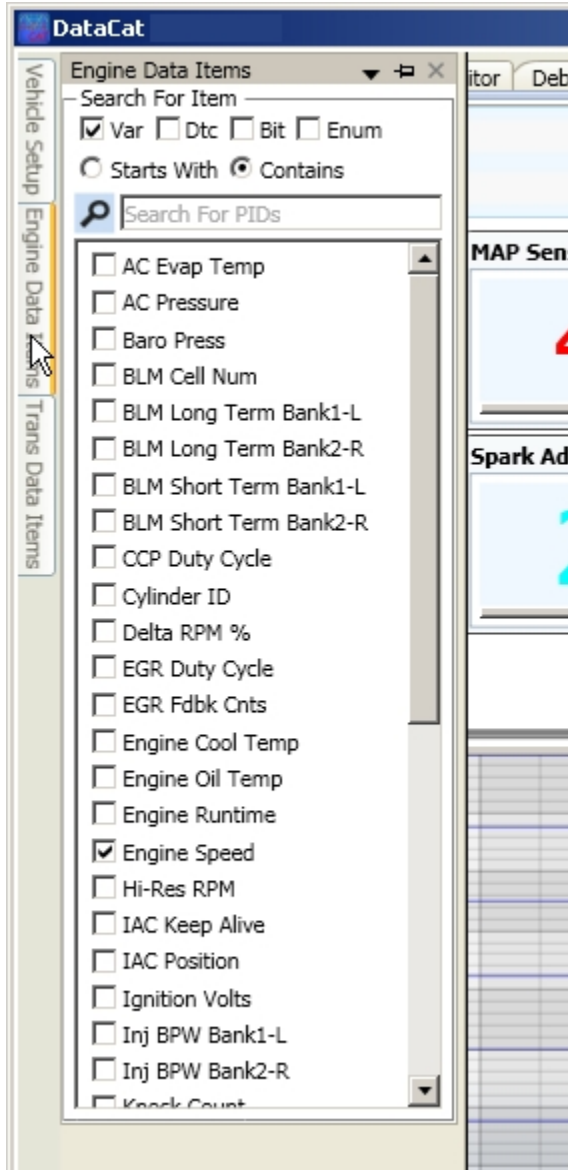 DataCat
Vehicle Setup
Engine Data Items
Trans Data Items
Engine Data Items
Search For Item
Var Dtc Bit Enum
Starts With Contains
Search For PIDs
AC Evap Temp
AC Pressure
Baro Press
BLM Cell Num
BLM Long Term Bank1-L
BLM Long Term Bank2-R
BLM Short Term Bank1-L
BLM Short Term Bank2-R
CCP Duty Cycle
Cylinder ID
Delta RPM %
EGR Duty Cycle
EGR Fdbk Cnts
Engine Cool Temp
Engine Oil Temp
Engine Runtime
Engine Speed
Hi-Res RPM
IAC Keep Alive
IAC Position
Ignition Volts
Inj BPW Bank1-L
Inj BPW Bank2-R
Knock Count
itor Deb
MAP Sen
Spark Ad